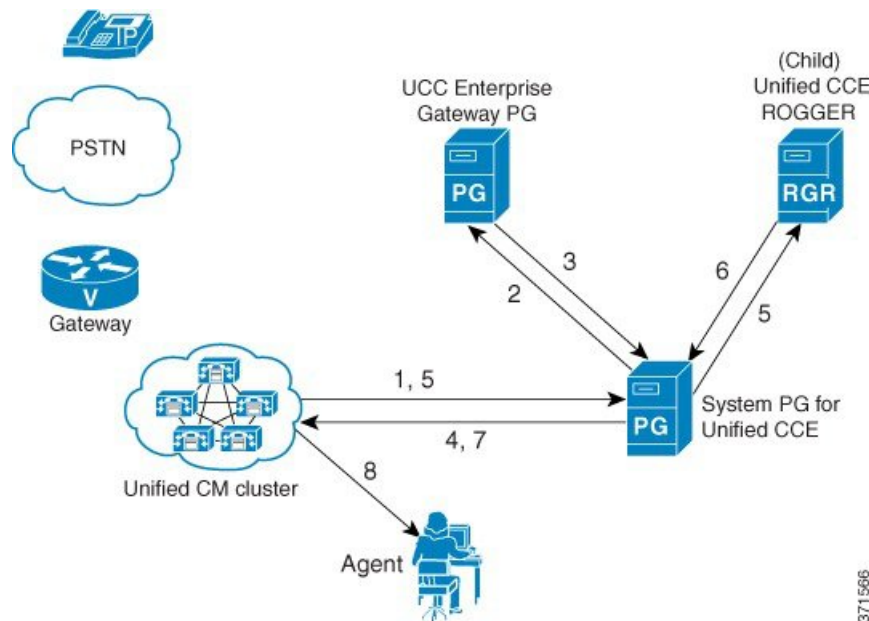 TP
PSTN
V
Gateway
UCC Enterprise
Gateway PG
PG
(Child)
Unified CCE
ROGGER
RGR
3
2
6
5
1, 5
4, 7
PG
System PG for
Unified CCE
Unified CM cluster
8
Agent
371566